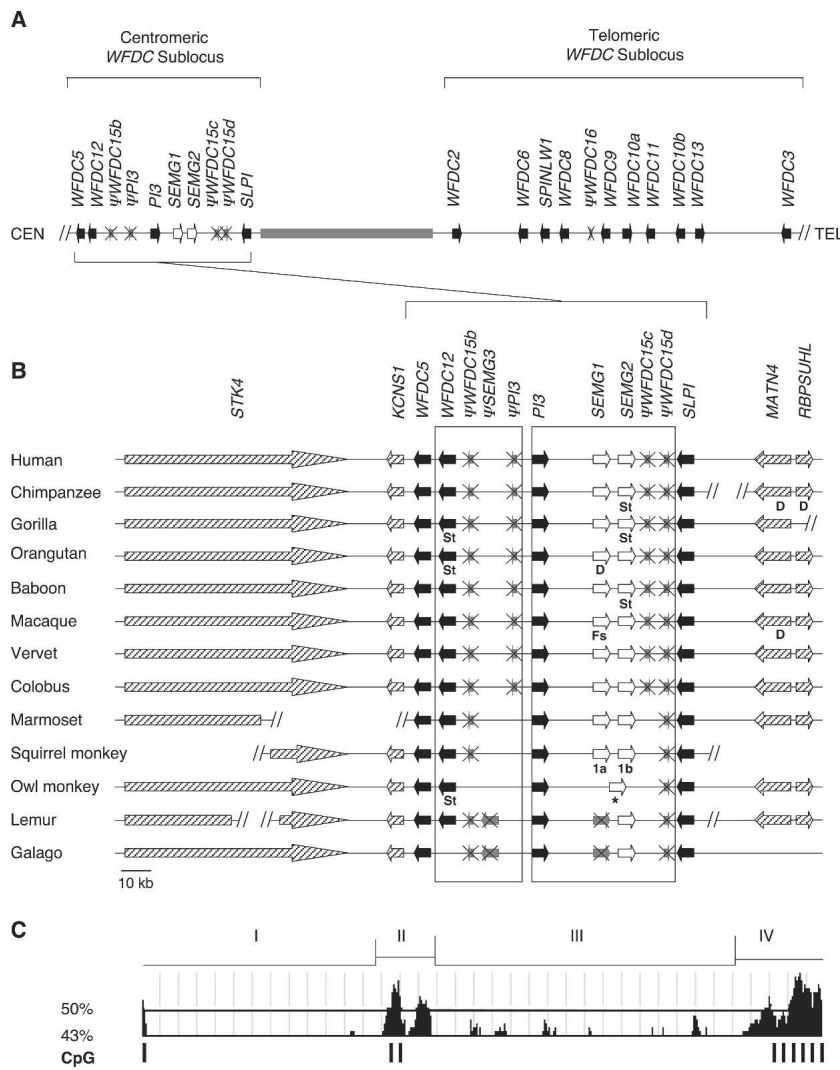 A
Centromeric
WFDC Sublocus
Telomeric
WFDC Sublocus
WFDC5
WFDC12
ΨWFDC15b
ΨPI3
PI3
SEMG1
SEMG2
ΨWFDC15c
ΨWFDC15d
SLPI
WFDC2
WFDC6
SPINLW1
WFDC8
ΨWFDC16
WFDC9
WFDC10a
WFDC11
WFDC10b
WFDC13
WFDC3
CEN // // TEL
B
STK4
KCNS1
WFDC5
WFDC12
ΨWFDC15b
ΨSEMG3
ΨPI3
PI3
SEMG1
SEMG2
ΨWFDC15c
ΨWFDC15d
SLPI
MATN4
RBPSUHL
Human
Chimpanzee // //
St D D
Gorilla //
St St
Orangutan
St D
Baboon
St
Macaque
Fs D
Vervet
Colobus
Marmoset // //
Squirrel monkey // //
1a 1b
Owl monkey
St *
Lemur // // //
Galago
10 kb
C
I II III IV
50%
43%
CpG